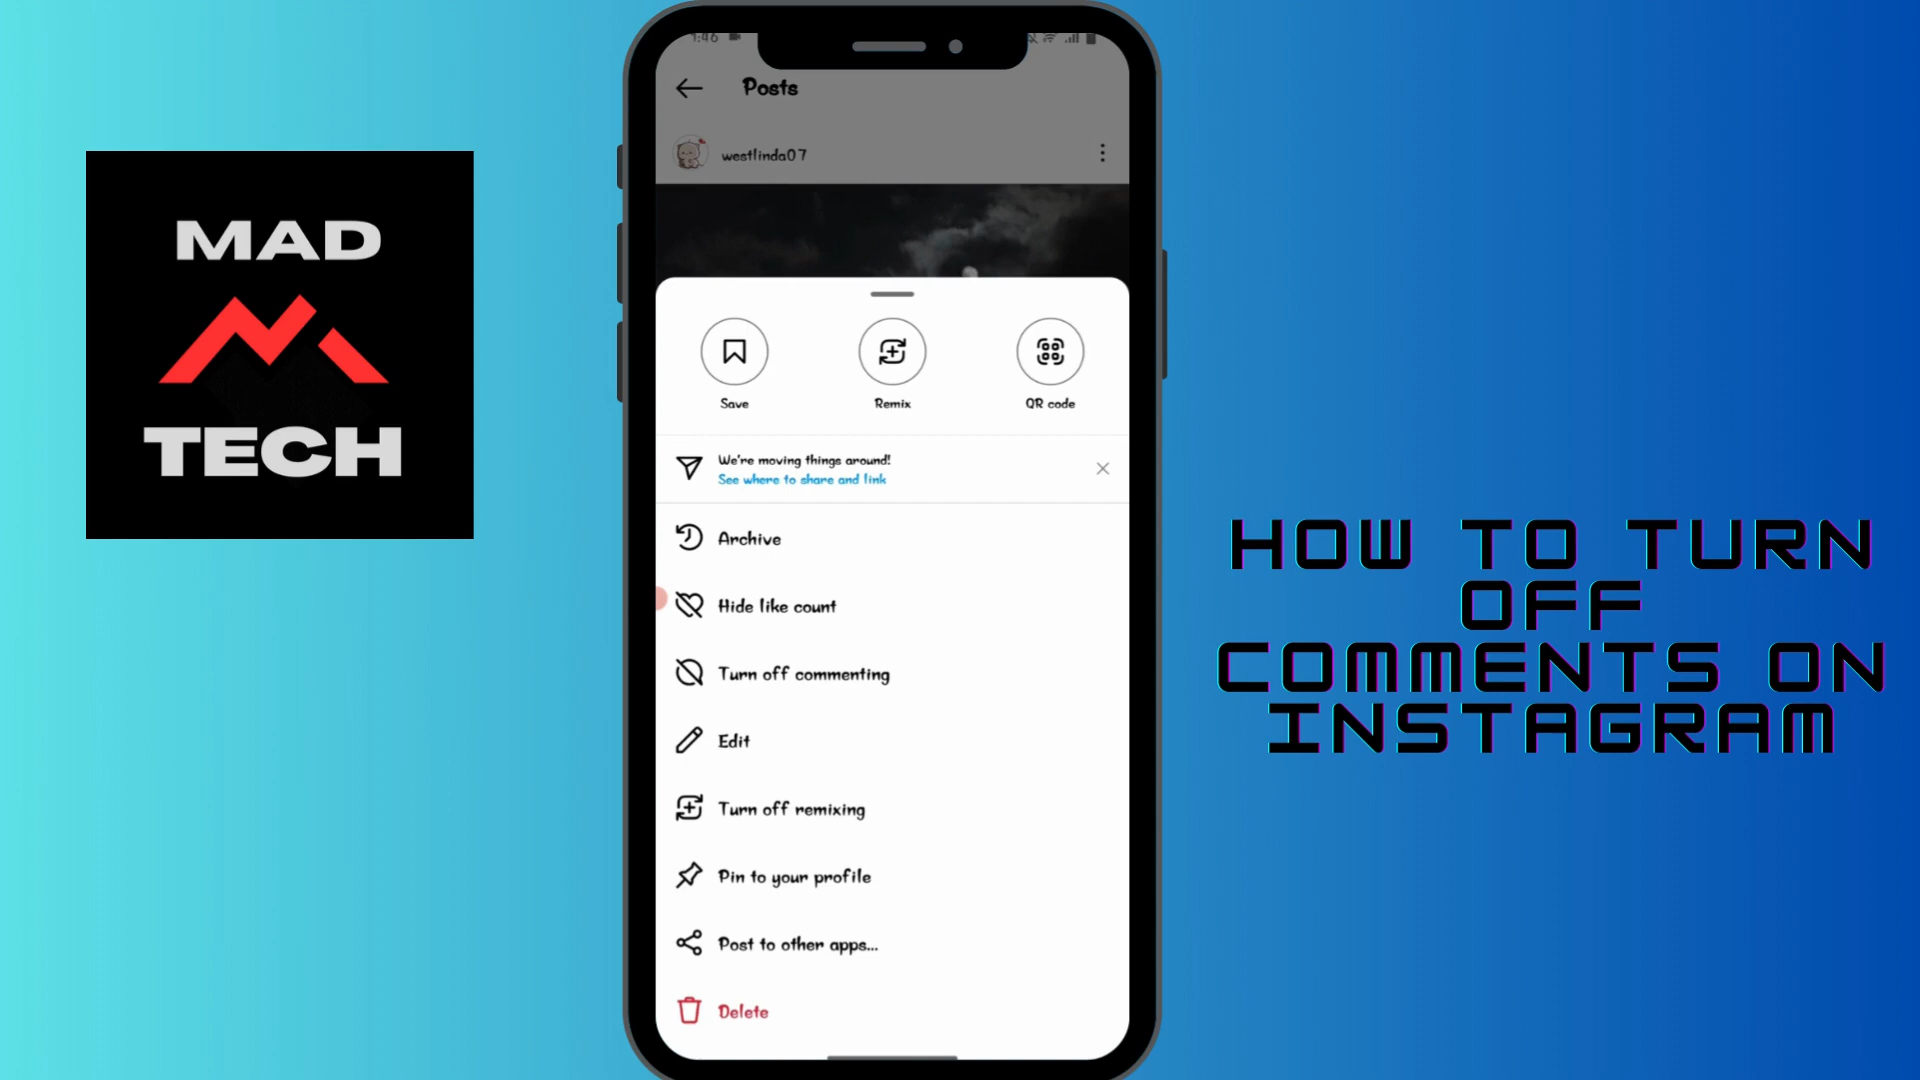 MAD
TECH
1:46
Posts
westlinda07
Save
Remix
QR code
We're moving things around!
See where to share and link
Archive
Hide like count
Turn off commenting
Edit
Turn off remixing
Pin to your profile
Post to other apps...
Delete
HOW TO TURN
OFF
COMMENTS ON
INSTAGRAM